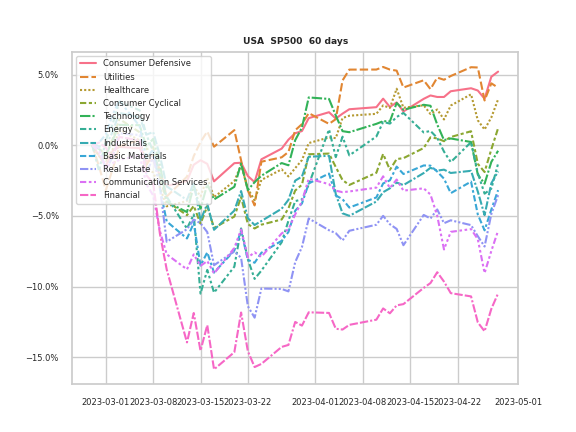 USA  SP500  60 days
5.0%
0.0%
−5.0%
−10.0%
−15.0%
Consumer Defensive
Utilities
Healthcare
Consumer Cyclical
Technology
Energy
Industrials
Basic Materials
Real Estate
Communication Services
Financial
2023-03-01 2023-03-08 2023-03-15 2023-03-22 2023-04-01 2023-04-08 2023-04-15 2023-04-22 2023-05-01